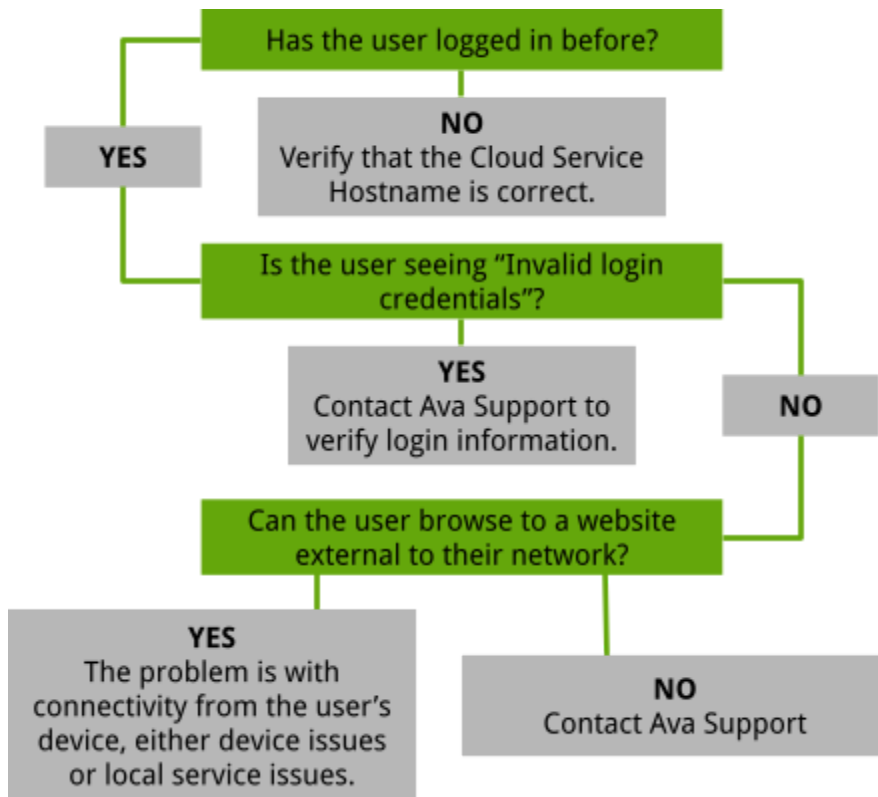 Has the user logged in before?
YES
NO
Verify that the Cloud Service
Hostname is correct.
Is the user seeing “Invalid login
credentials”?
YES
Contact Ava Support to
verify login information.
NO
Can the user browse to a website
external to their network?
YES
The problem is with
connectivity from the user’s
device, either device issues
or local service issues.
NO
Contact Ava Support